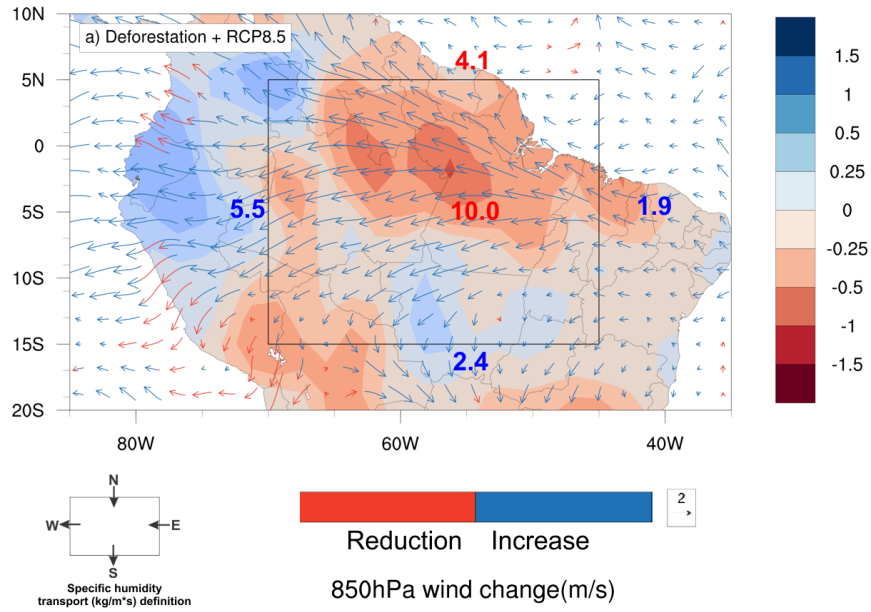 10N
a) Deforestation + RCP8.5
4.1
5N
0
5S
5.5
10.0
1.9
10S
15S
2.4
20S
80W
60W
40W
1.5
1
0.5
0.25
0
-0.25
-0.5
-1
-1.5
N
W
E
S
Specific humidity
transport (kg/m*s) definition
2
Reduction
Increase
850hPa wind change(m/s)